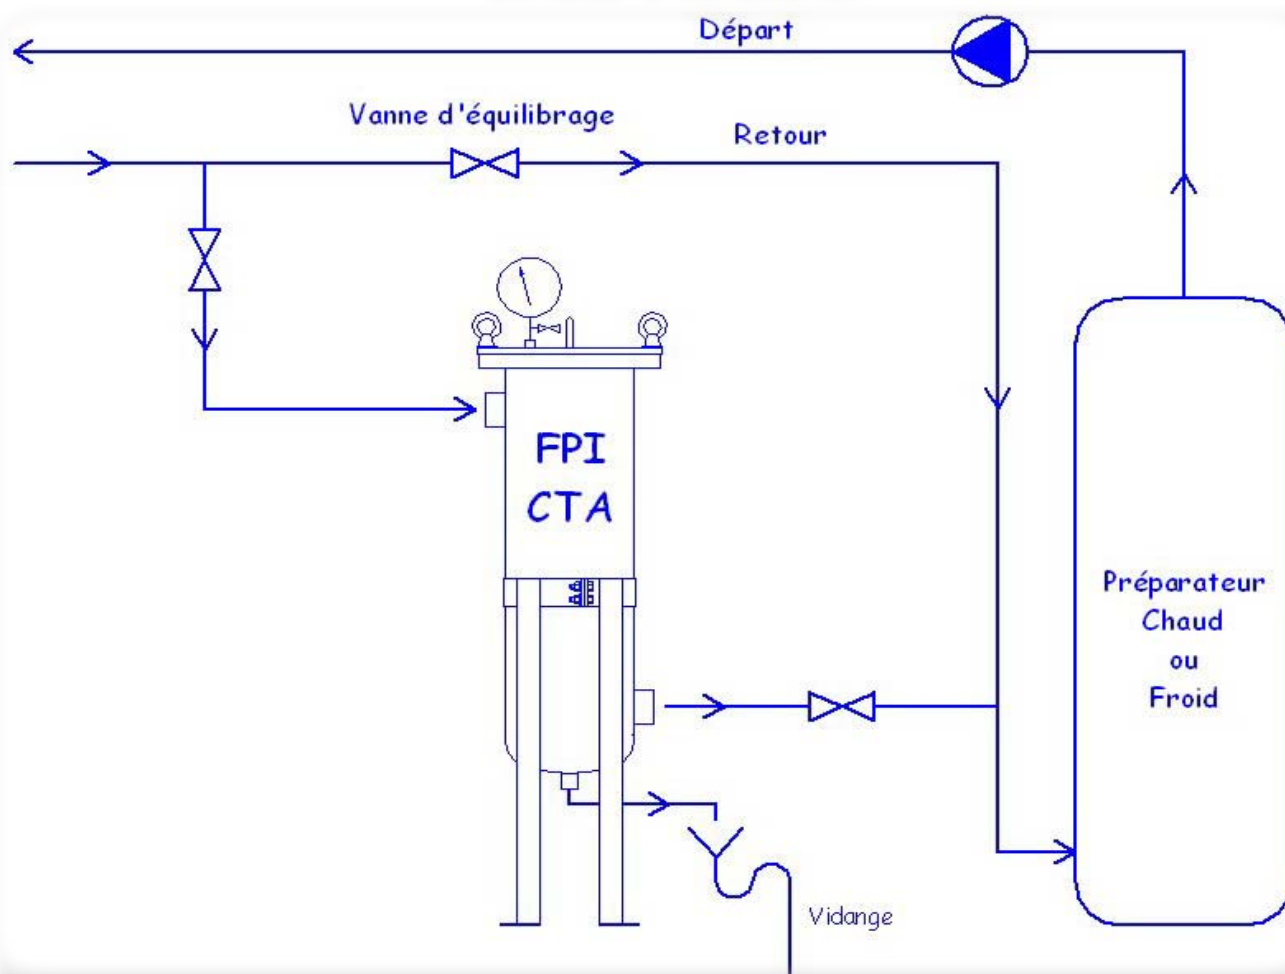 Départ
Vanne d'équilibrage
Retour
FPI
CTA
Préparateur
Chaud
ou
Froid
Vidange